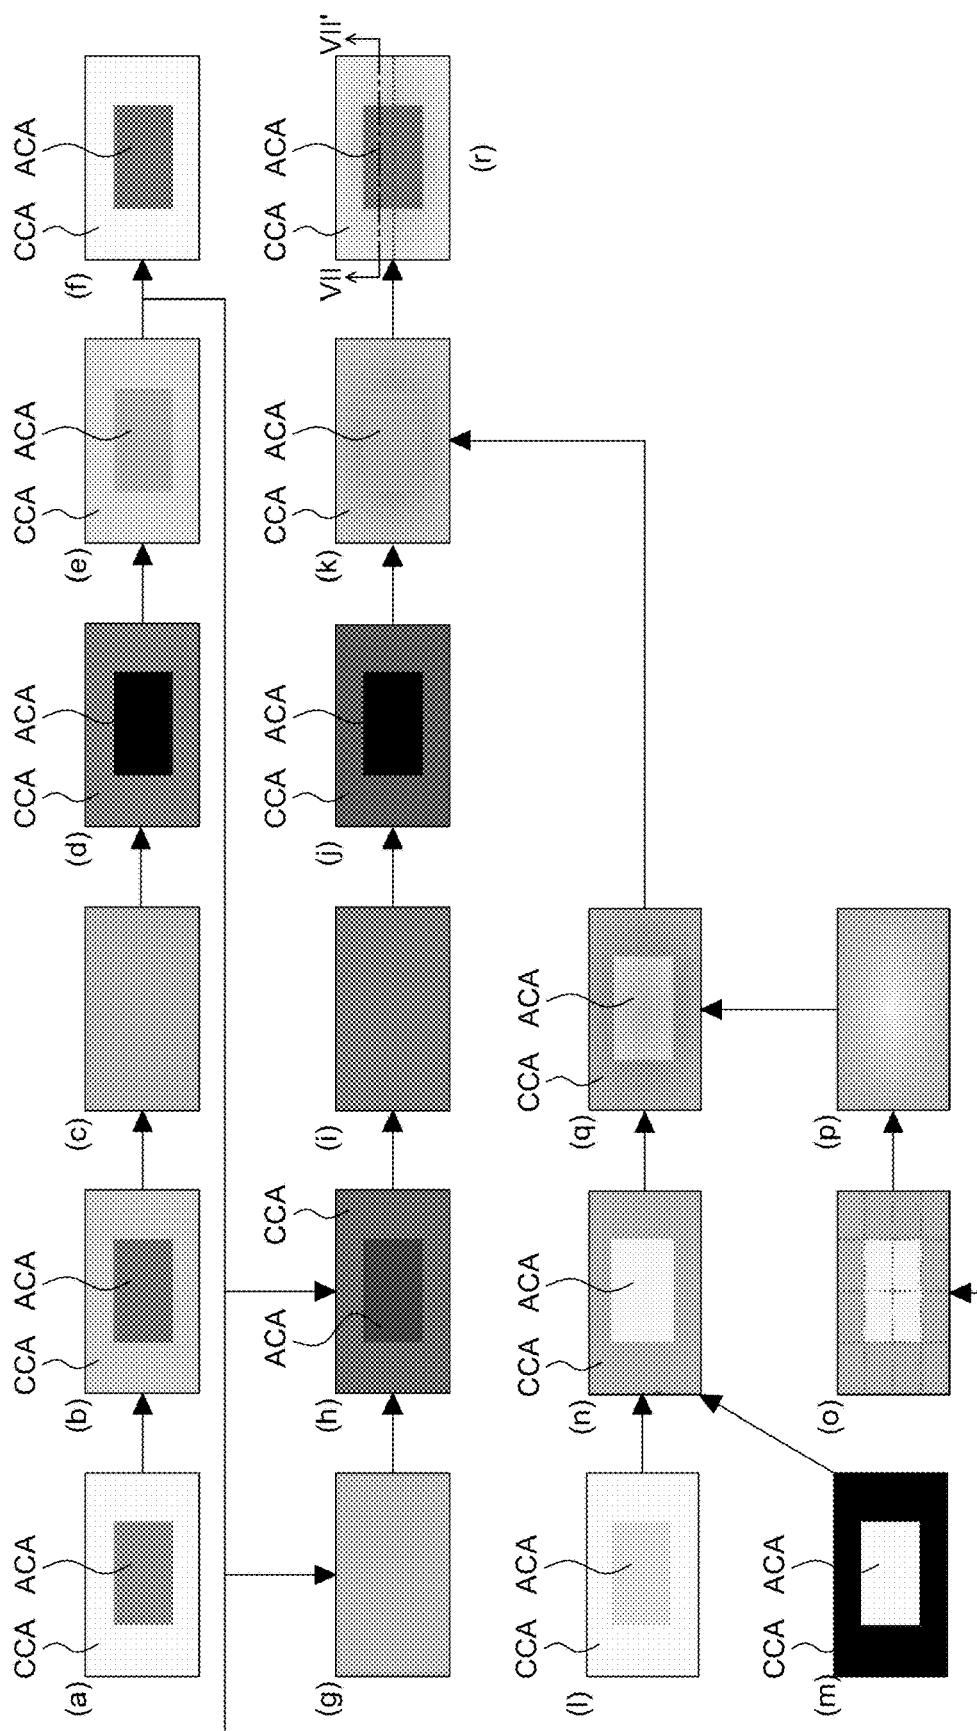 CCA ACA CCA ACA CCA ACA CCA ACA CCA ACA
(a) (b) (c) (d) (e) (f)
ACA CCA CCA ACA CCA ACA CCA ACA
(g) (h) (i) (j) (k) VII VII'
(r)
CCA ACA CCA ACA CCA ACA
(l) (n) (q)
CCA ACA
(m) (o) (p)